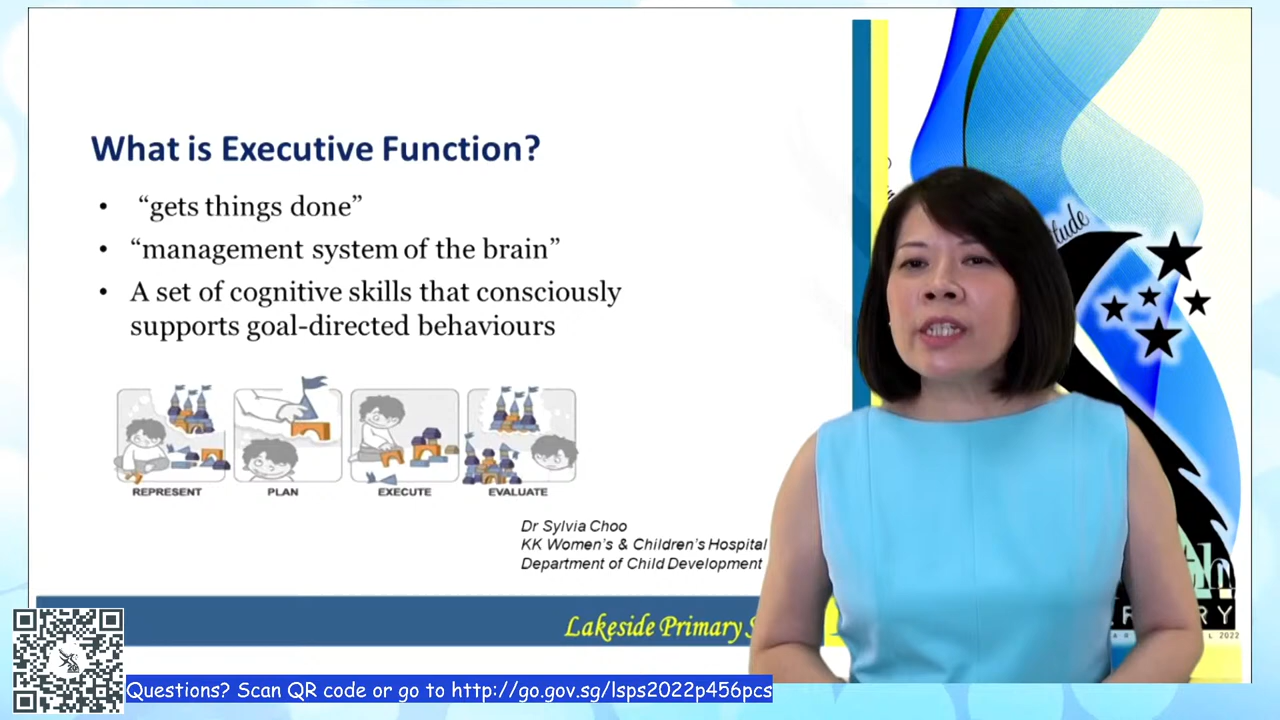 What is Executive Function?
• “gets things done”
• “management system of the brain”
• A set of cognitive skills that consciously
supports goal-directed behaviours
REPRESENT
PLAN
EXECUTE
EVALUATE
Dr Sylvia Choo
KK Women’s & Children’s Hospital
Department of Child Development
Lakeside Primary S
Questions? Scan QR code or go to http://go.gov.sg/lsps2022p456pcs
2022